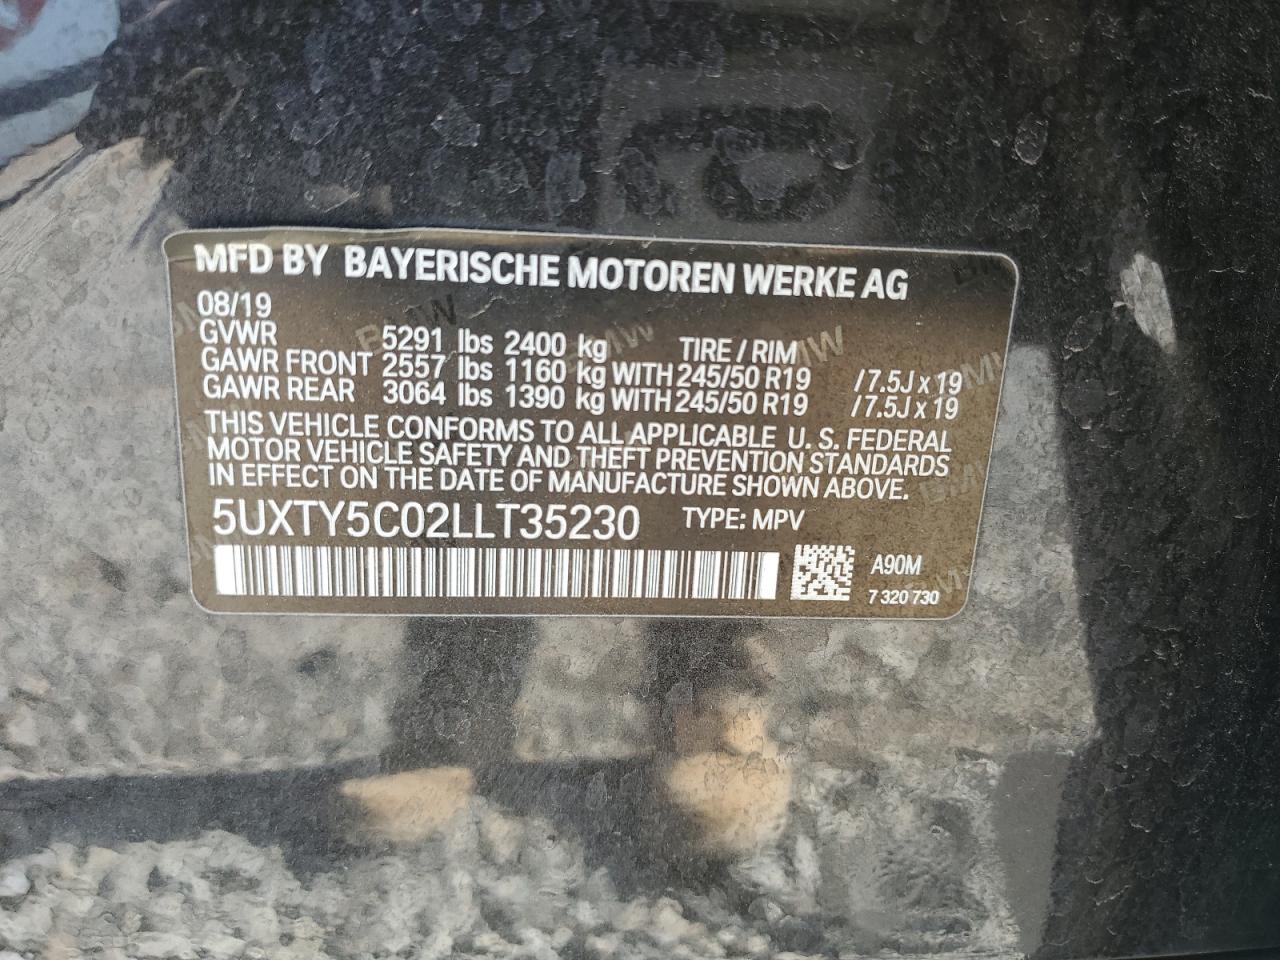 MFD BY BAYERISCHE MOTOREN WERKE AG
08/19
GVWR 5291 lbs 2400 kg TIRE / RIM
GAWR FRONT 2557 lbs 1160 kg WITH 245/50 R19 / 7.5J x 19
GAWR REAR 3064 lbs 1390 kg WITH 245/50 R19 / 7.5J x 19
THIS VEHICLE CONFORMS TO ALL APPLICABLE U. S. FEDERAL
MOTOR VEHICLE SAFETY AND THEFT PREVENTION STANDARDS
IN EFFECT ON THE DATE OF MANUFACTURE SHOWN ABOVE.
5UXTY5C02LLT35230 TYPE: MPV
A90M
7 320 730